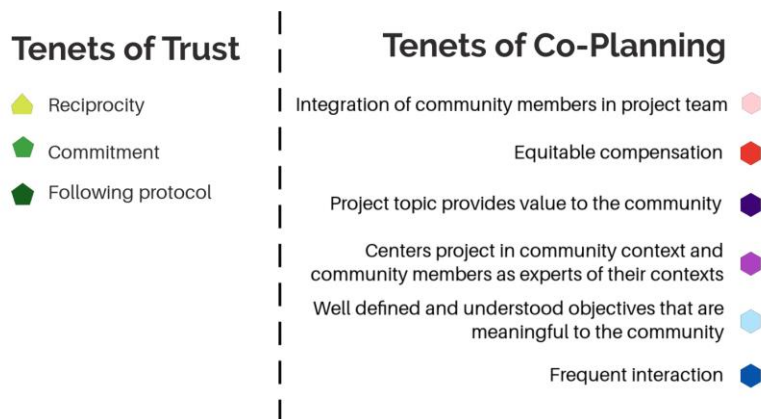 Tenets of Trust
Reciprocity
Commitment
Following protocol
Tenets of Co-Planning
Integration of community members in project team
Equitable compensation
Project topic provides value to the community
Centers project in community context and
community members as experts of their contexts
Well defined and understood objectives that are
meaningful to the community
Frequent interaction